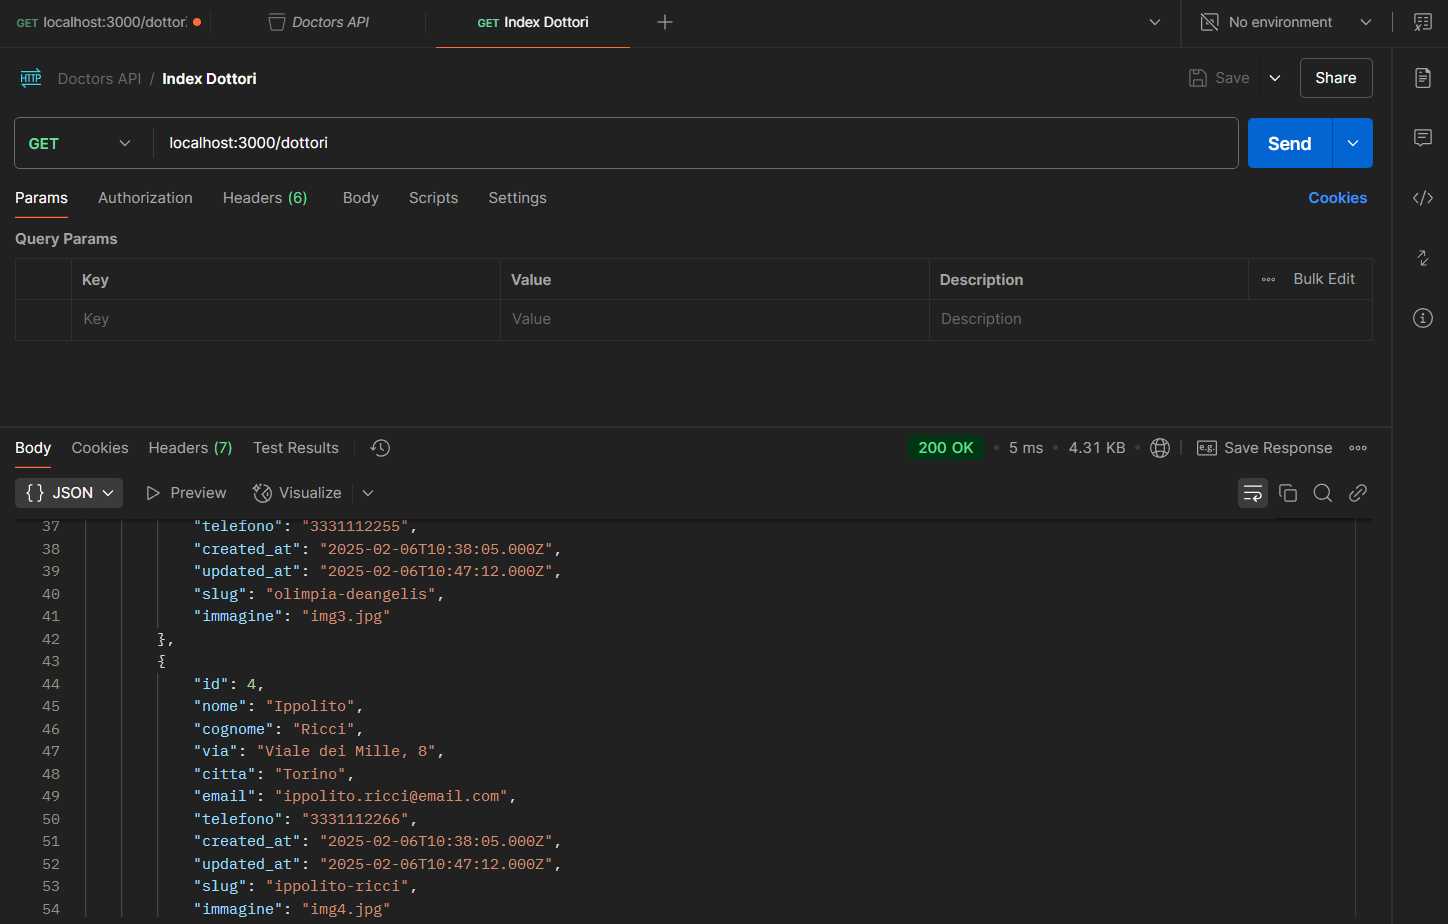 GET localhost:3000/dottor
Doctors API
GET Index Dottori
No environment
HTTP Doctors API / Index Dottori
Save
Share
GET
localhost:3000/dottori
Send
Params Authorization Headers (6) Body Scripts Settings
Cookies
Query Params
Key Value Description Bulk Edit
Key Value Description
Body Cookies Headers (7) Test Results
200 OK • 5 ms • 4.31 KB • e.g. Save Response
{} JSON Preview Visualize
37 "telefono": "3331112255",
38 "created_at": "2025-02-06T10:38:05.000Z",
39 "updated_at": "2025-02-06T10:47:12.000Z",
40 "slug": "olimpia-deangelis",
41 "immagine": "img3.jpg"
42 },
43 {
44 "id": 4,
45 "nome": "Ippolito",
46 "cognome": "Ricci",
47 "via": "Viale dei Mille, 8",
48 "citta": "Torino",
49 "email": "ippolito.ricci@email.com",
50 "telefono": "3331112266",
51 "created_at": "2025-02-06T10:38:05.000Z",
52 "updated_at": "2025-02-06T10:47:12.000Z",
53 "slug": "ippolito-ricci",
54 "immagine": "img4.jpg"